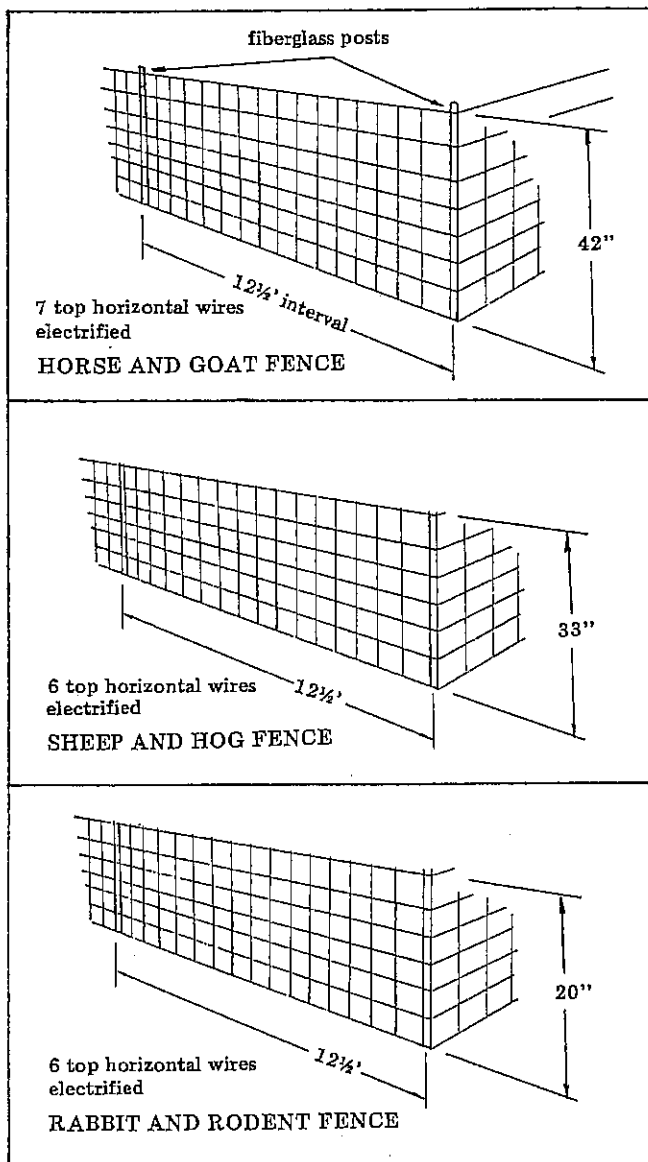 fiberglass posts
42”
12½’ interval
7 top horizontal wires
electrified
HORSE AND GOAT FENCE
33”
12½’
6 top horizontal wires
electrified
SHEEP AND HOG FENCE
20”
12½’
6 top horizontal wires
electrified
RABBIT AND RODENT FENCE